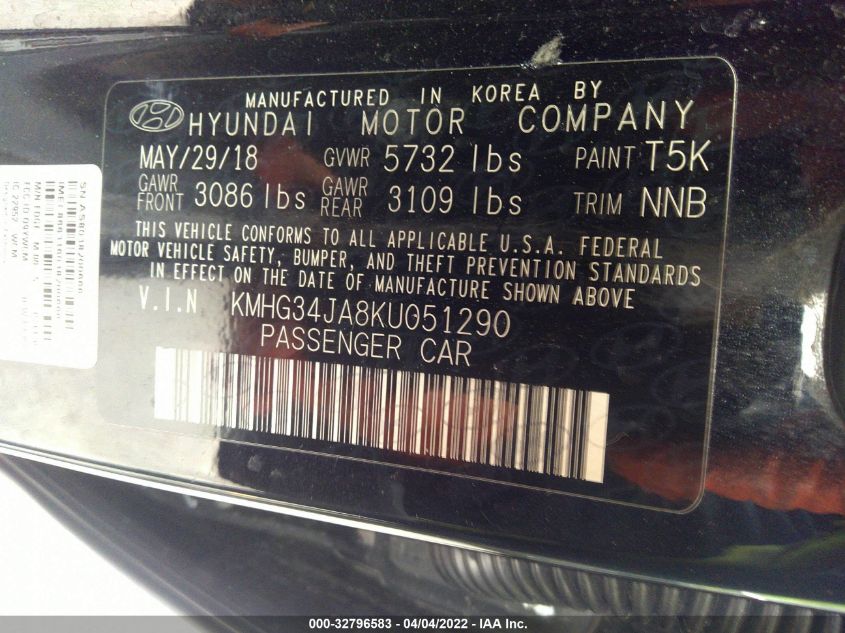 MANUFACTURED IN KOREA BY
HYUNDAI MOTOR COMPANY
MAY/29/18 GVWR 5732 lbs PAINT T5K
GAWR FRONT 3086 lbs GAWR REAR 3109 lbs TRIM NNB
THIS VEHICLE CONFORMS TO ALL APPLICABLE U.S.A. FEDERAL
MOTOR VEHICLE SAFETY, BUMPER, AND THEFT PREVENTION STANDARDS
IN EFFECT ON THE DATE OF MANUFACTURE SHOWN ABOVE
V.I.N KMHG34JA8KU051290
PASSENGER CAR
000-32796583 - 04/04/2022 - IAA Inc.